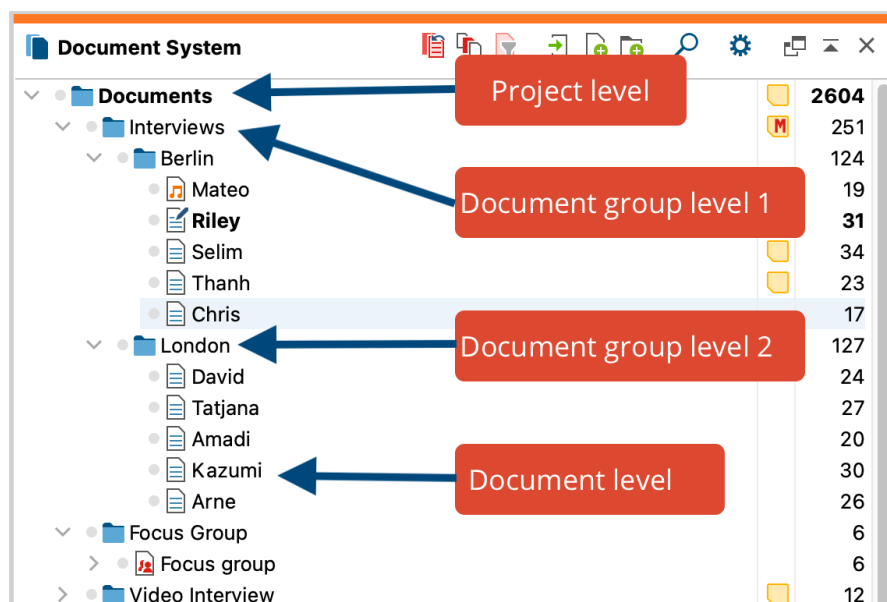 Document System
Project level
Documents 2604
Interviews M 251
Berlin 124
Mateo 19
Document group level 1
Riley 31
Selim 34
Thanh 23
Chris 17
London Document group level 2 127
David 24
Tatjana 27
Amadi 20
Kazumi Document level 30
Arne 26
Focus Group 6
Focus group 6
Video Interview 12